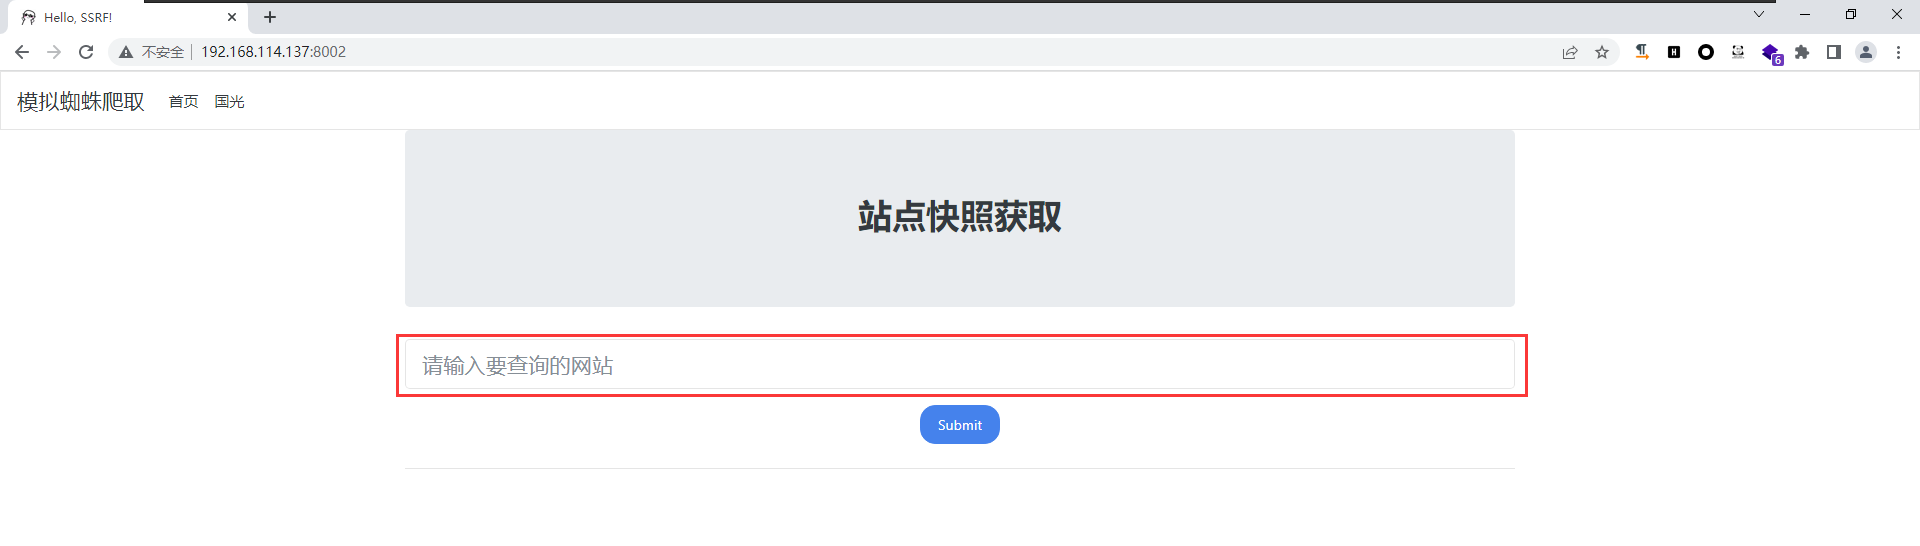 Hello, SSRF!
不安全 192.168.114.137:8002
6
模拟蜘蛛爬取 首页 国光
站点快照获取
请输入要查询的网站
Submit